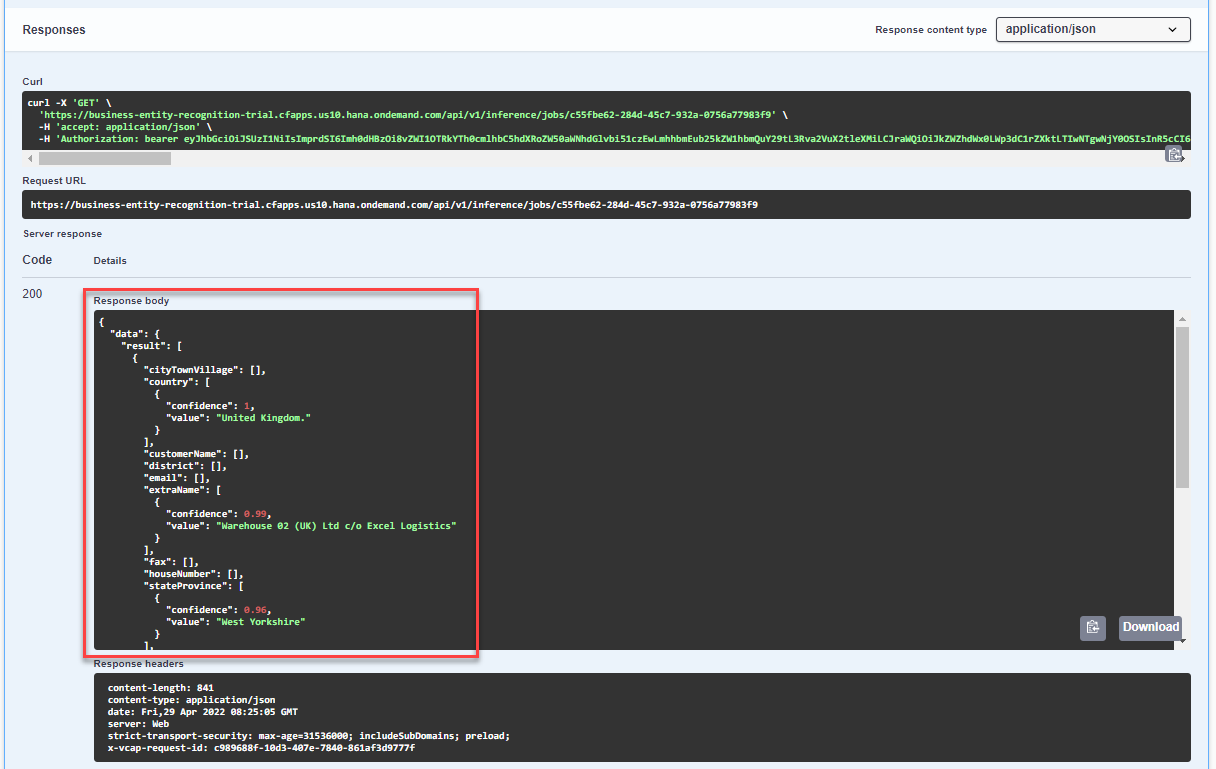 Responses
Response content type application/json
Curl
curl -X 'GET' \
'https://business-entity-recognition-trial.cfapps.us10.hana.ondemand.com/api/v1/inference/jobs/c55fbe62-284d-45c7-932a-0756a77983f9' \
-H 'accept: application/json' \
-H 'Authorization: bearer
Request URL
https://business-entity-recognition-trial.cfapps.us10.hana.ondemand.com/api/v1/inference/jobs/c55fbe62-284d-45c7-932a-0756a77983f9
Server response
Code Details
200
Response body
{
"data": {
"result": [
{
"cityTownVillage": [],
"country": [
{
"confidence": 1,
"value": "United Kingdom."
}
],
"customerName": [],
"district": [],
"email": [],
"extraName": [
{
"confidence": 0.99,
"value": "Warehouse 02 (UK) Ltd c/o Excel Logistics"
}
],
"fax": [],
"houseNumber": [],
"stateProvince": [
{
"confidence": 0.96,
"value": "West Yorkshire"
}
],
Download
Response headers
content-length: 841
content-type: application/json
date: Fri,29 Apr 2022 08:25:05 GMT
server: Web
strict-transport-security: max-age=31536000; includeSubDomains; preload;
x-vcap-request-id: c989688f-10d3-407e-7840-861af3d9777f